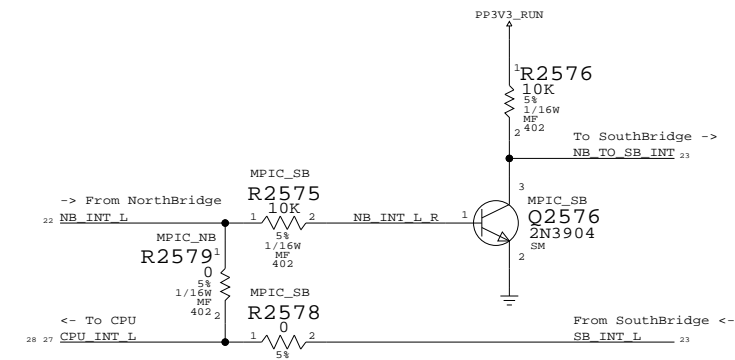 PP3V3_RUN
1
R2576
10K
5%
1/16W
MF
402
2
To SouthBridge ->
NB_TO_SB_INT 23
3
MPIC_SB
Q2576
2N3904
SM
1
2
-> From NorthBridge
22 NB_INT_L
MPIC_SB
R2575
10K
1 2
5%
1/16W
MF
402
NB_INT_L_R
MPIC_NB
R2579
1
0
5%
1/16W
MF
402
2
<- To CPU
28 27 CPU_INT_L
MPIC_SB
R2578
0
1 2
5%
From SouthBridge <-
SB_INT_L 23